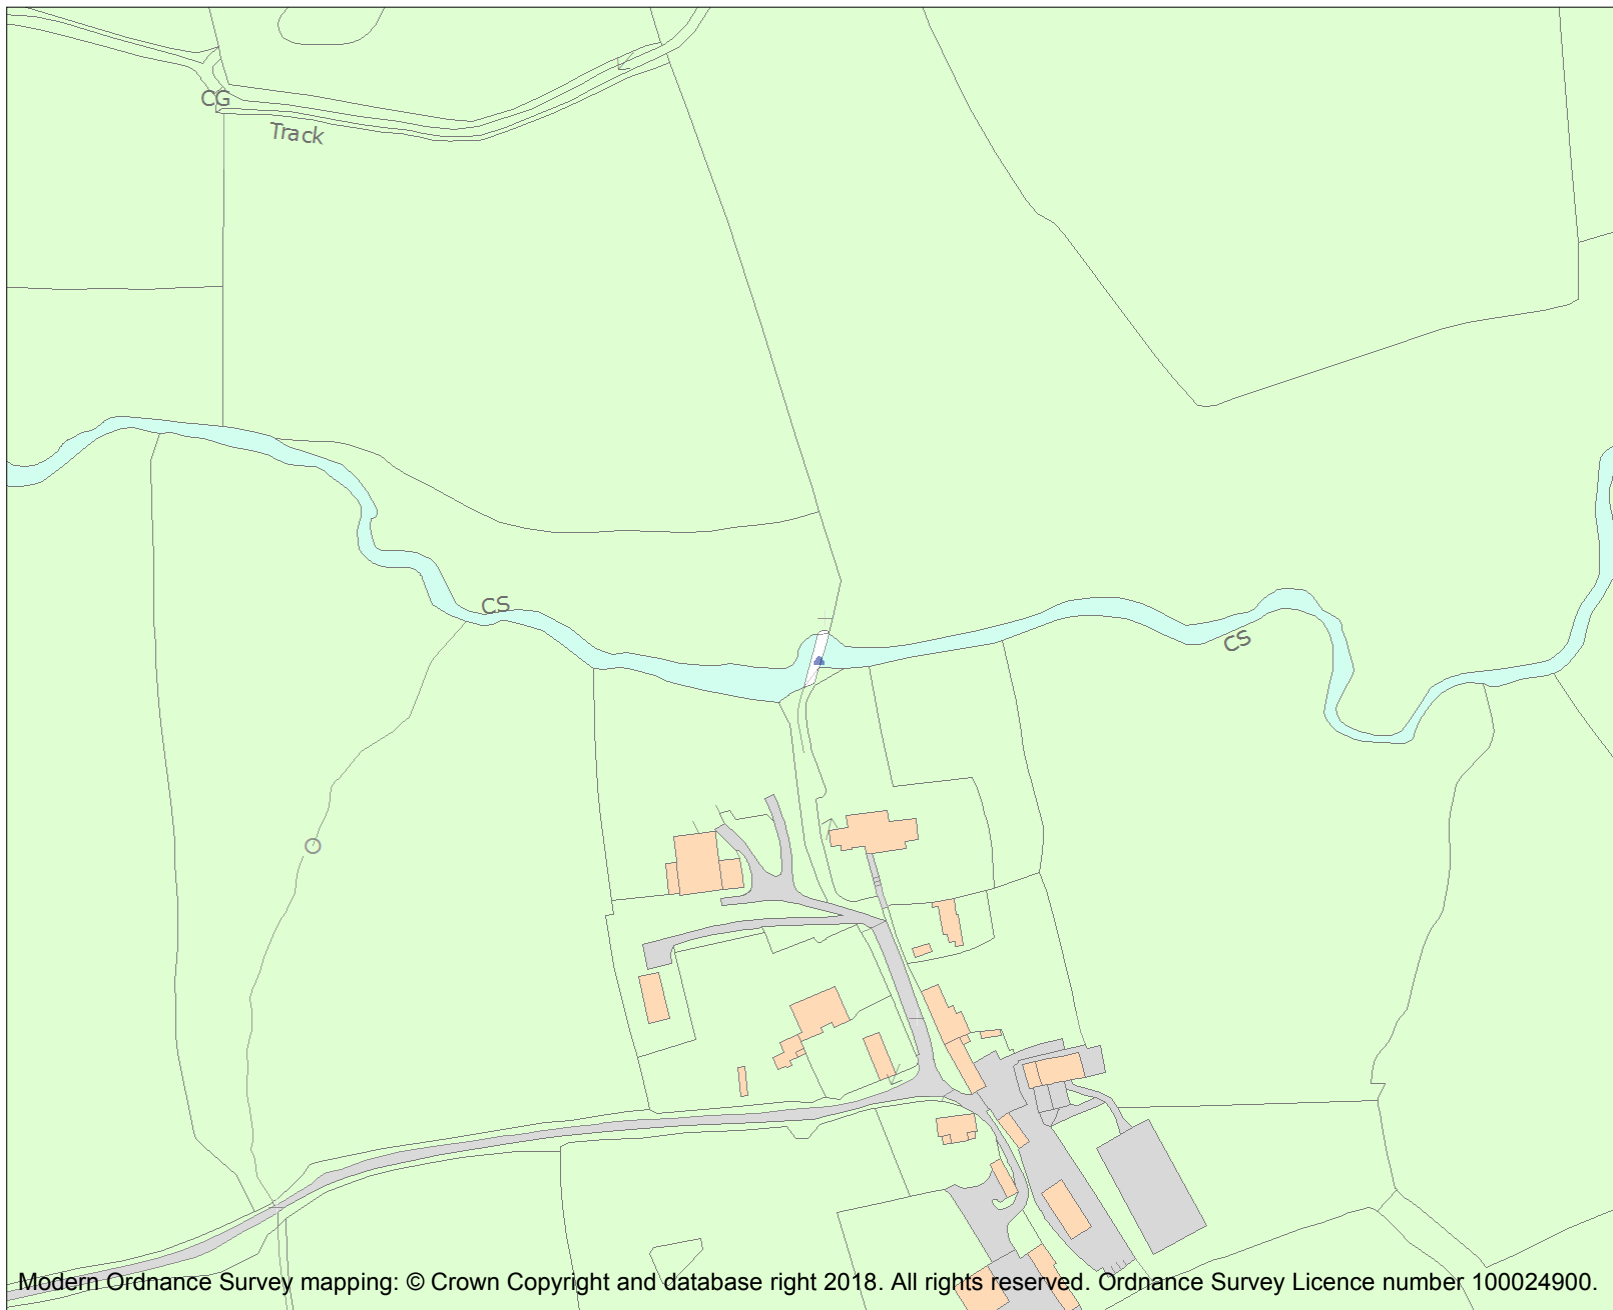 CG
Track
CS
CS
Modern Ordnance Survey mapping: © Crown Copyright and database right 2018. All rights reserved. Ordnance Survey Licence number 100024900.